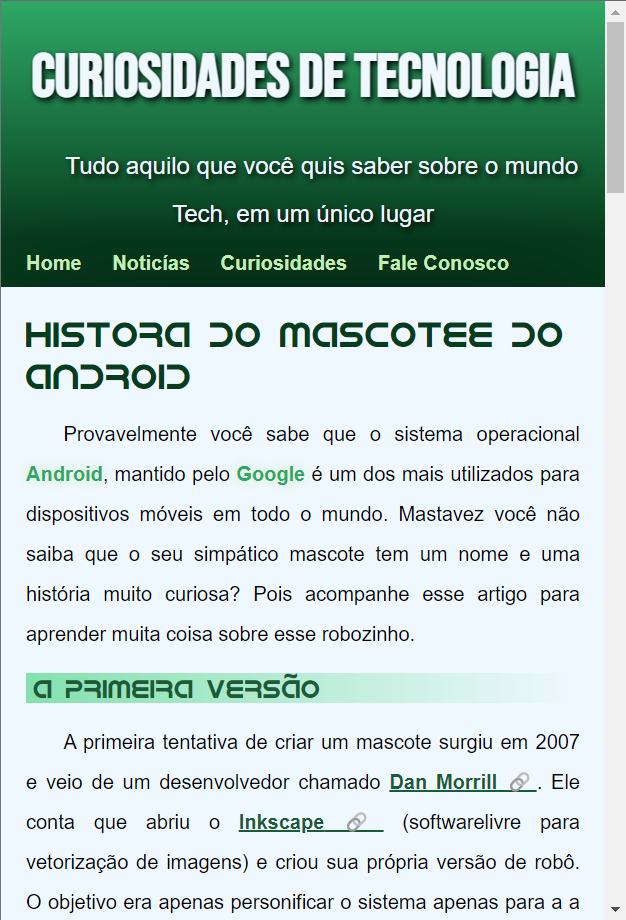 CURIOSIDADES DE TECNOLOGIA
Tudo aquilo que você quis saber sobre o mundo
Tech, em um único lugar
Home Noticías Curiosidades Fale Conosco
HISTORA DO MASCOTEE DO
ANDROID
Provavelmente você sabe que o sistema operacional
Android, mantido pelo Google é um dos mais utilizados para
dispositivos móveis em todo o mundo. Mastavez você não
saiba que o seu simpático mascote tem um nome e uma
história muito curiosa? Pois acompanhe esse artigo para
aprender muita coisa sobre esse robozinho.
A PRIMEIRA VERSÃO
A primeira tentativa de criar um mascote surgiu em 2007
e veio de um desenvolvedor chamado Dan Morrill 🔗 . Ele
conta que abriu o Inkscape 🔗 (softwarelivre para
vetorização de imagens) e criou sua própria versão de robô.
O objetivo era apenas personificar o sistema apenas para a a